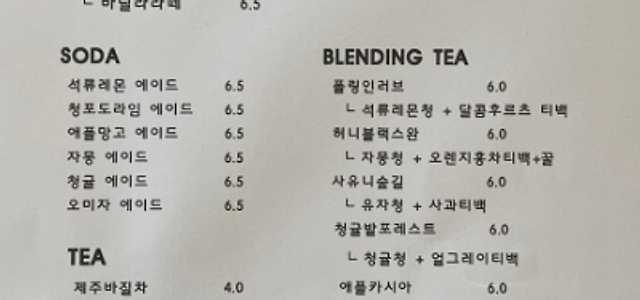 ㄴ 바닐라라떼 6.5
SODA
석류레몬 에이드 6.5
청포도라임 에이드 6.5
애플망고 에이드 6.5
자몽 에이드 6.5
청귤 에이드 6.5
오미자 에이드 6.5
TEA
제주바질차 4.0
BLENDING TEA
폴링인러브 6.0
ㄴ 석류레몬청 + 달콤후르츠 티백
허니블랙스완 6.0
ㄴ 자몽청 + 오렌지홍차티백+꿀
사유니숲길 6.0
ㄴ 유자청 + 사과티백
청귤밭포레스트 6.0
ㄴ 청귤청 + 얼그레이티백
애플카시아 6.0